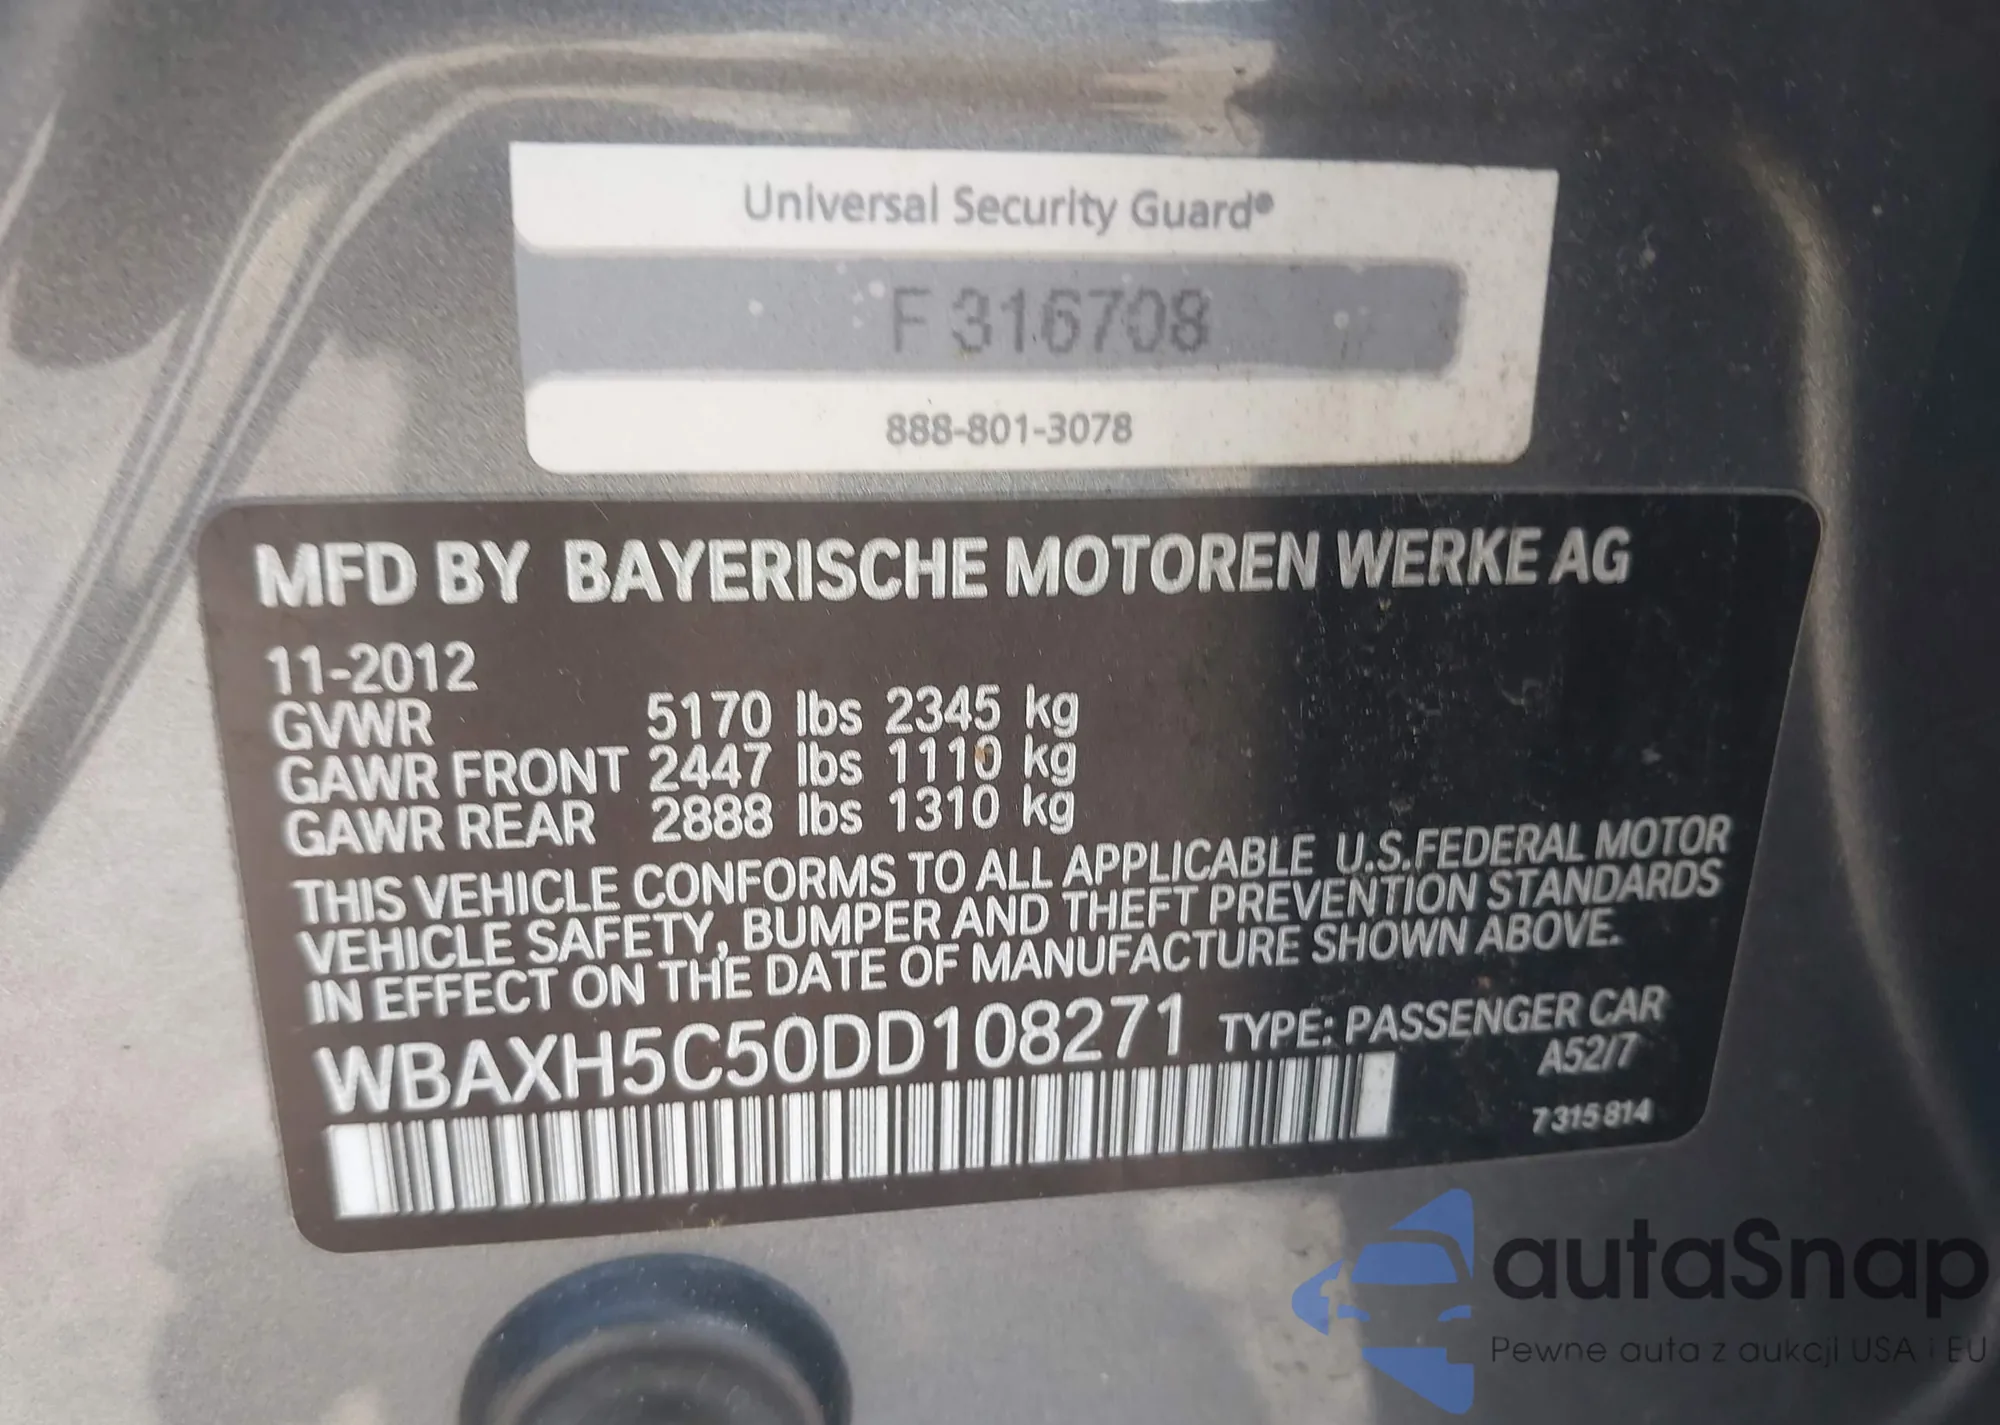 Universal Security Guard®
F 316708
888-801-3078
MFD BY BAYERISCHE MOTOREN WERKE AG
11-2012
GVWR 5170 lbs 2345 kg
GAWR FRONT 2447 lbs 1110 kg
GAWR REAR 2888 lbs 1310 kg
THIS VEHICLE CONFORMS TO ALL APPLICABLE U.S.FEDERAL MOTOR
VEHICLE SAFETY, BUMPER AND THEFT PREVENTION STANDARDS
IN EFFECT ON THE DATE OF MANUFACTURE SHOWN ABOVE.
WBAXH5C50DD108271 TYPE: PASSENGER CAR
A52/7
7 315 814
autaSnap
Pewne auta z aukcji USA i EU